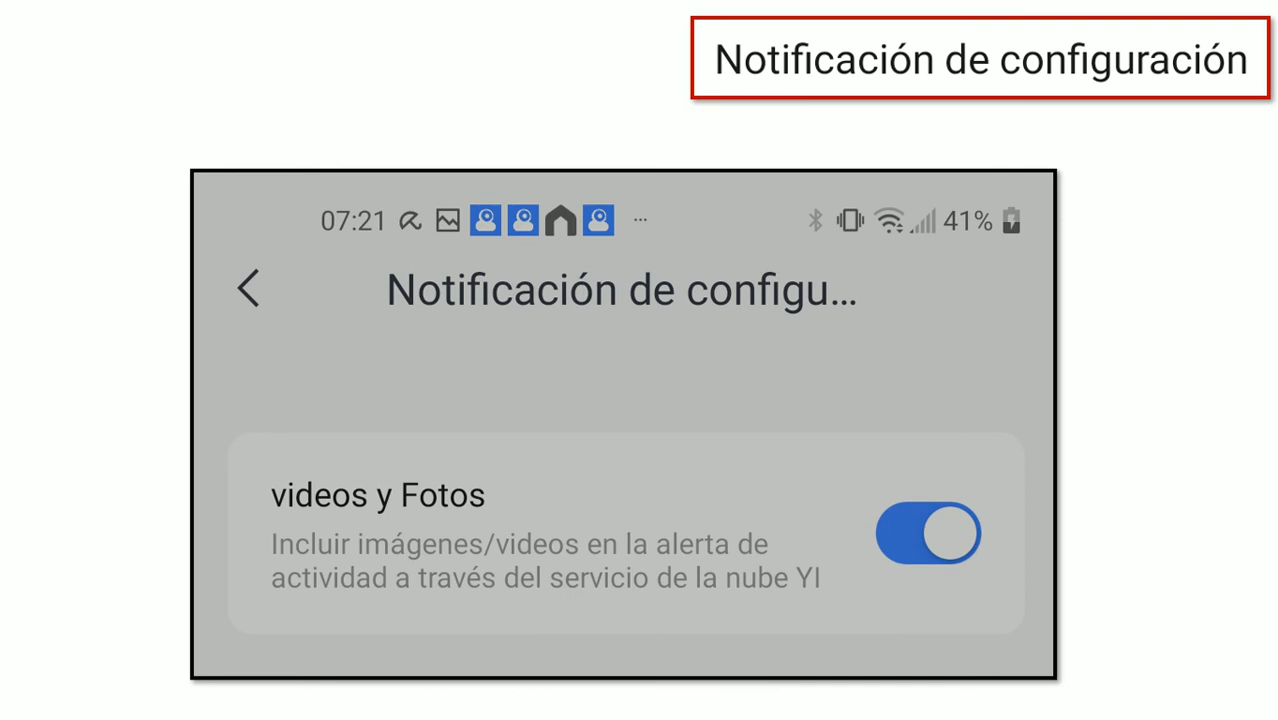 Notificación de configuración
07:21 ... 41%
Notificación de configu...
videos y Fotos
Incluir imágenes/videos en la alerta de
actividad a través del servicio de la nube YI